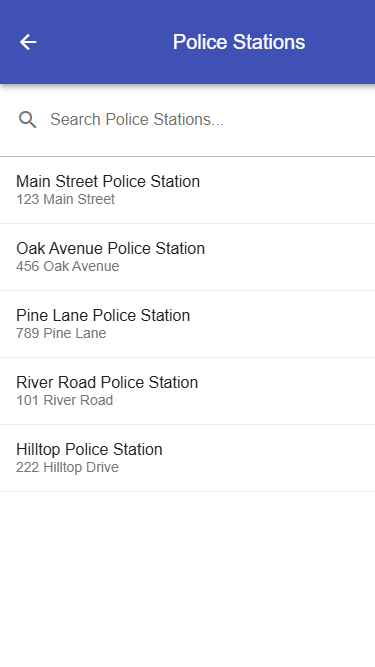 Police Stations
Search Police Stations...
Main Street Police Station
123 Main Street
Oak Avenue Police Station
456 Oak Avenue
Pine Lane Police Station
789 Pine Lane
River Road Police Station
101 River Road
Hilltop Police Station
222 Hilltop Drive